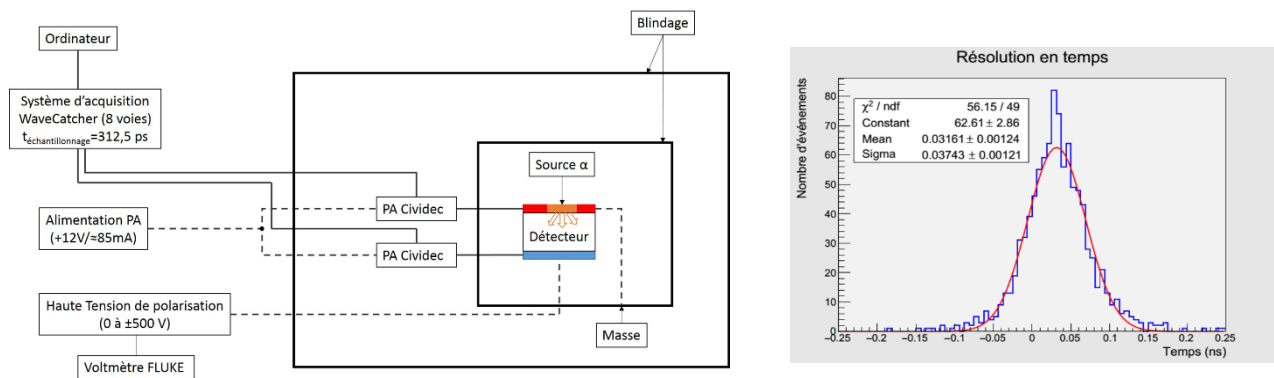 Blindage
Ordinateur
Système d'acquisition
WaveCatcher (8 voies)
téchantillonnage=312,5 ps
Source α
PA Cividec
Détecteur
Alimentation PA
(+12V/≈85mA)
PA Cividec
Haute Tension de polarisation
(0 à ±500 V)
Masse
Voltmètre FLUKE
Résolution en temps
χ² / ndf 56.15 / 49
Constant 62.61 ± 2.86
Mean 0.03161 ± 0.00124
Sigma 0.03743 ± 0.00121
Nombre d'événements
80
70
60
50
40
30
20
10
0
−0.25 −0.2 −0.15 −0.1 −0.05 0 0.05 0.1 0.15 0.2 0.25
Temps (ns)